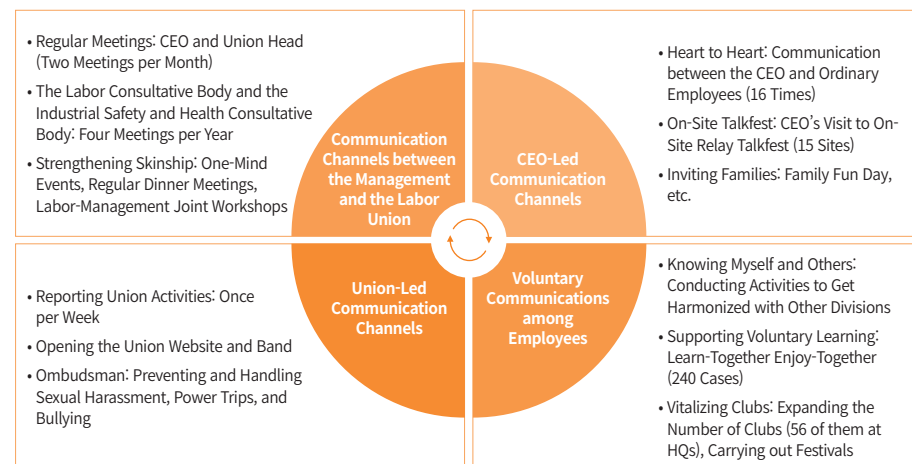 • Regular Meetings: CEO and Union Head
(Two Meetings per Month)
• The Labor Consultative Body and the
Industrial Safety and Health Consultative
Body: Four Meetings per Year
• Strengthening Skinship: One-Mind
Events, Regular Dinner Meetings,
Labor-Management Joint Workshops
Communication
Channels between
the Management
and the Labor
Union
CEO-Led
Communication
Channels
• Heart to Heart: Communication
between the CEO and Ordinary
Employees (16 Times)
• On-Site Talkfest: CEO’s Visit to On-
Site Relay Talkfest (15 Sites)
• Inviting Families: Family Fun Day,
etc.
• Reporting Union Activities: Once
per Week
• Opening the Union Website and Band
• Ombudsman: Preventing and Handling
Sexual Harassment, Power Trips, and
Bullying
Union-Led
Communication
Channels
Voluntary
Communications
among
Employees
• Knowing Myself and Others:
Conducting Activities to Get
Harmonized with Other Divisions
• Supporting Voluntary Learning:
Learn-Together Enjoy-Together
(240 Cases)
• Vitalizing Clubs: Expanding the
Number of Clubs (56 of them at
HQs), Carrying out Festivals